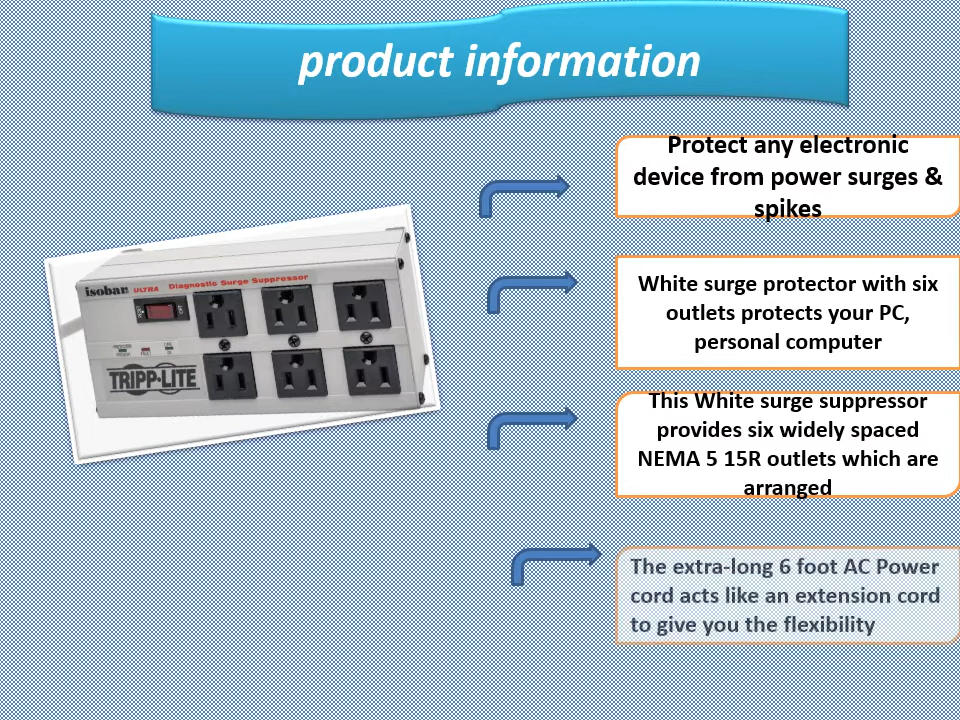 product information
Protect any electronic
device from power surges &
spikes
White surge protector with six
outlets protects your PC,
personal computer
This White surge suppressor
provides six widely spaced
NEMA 5 15R outlets which are
arranged
The extra-long 6 foot AC Power
cord acts like an extension cord
to give you the flexibility
isobar ULTRA Diagnostic Surge Suppressor
TRIPP·LITE